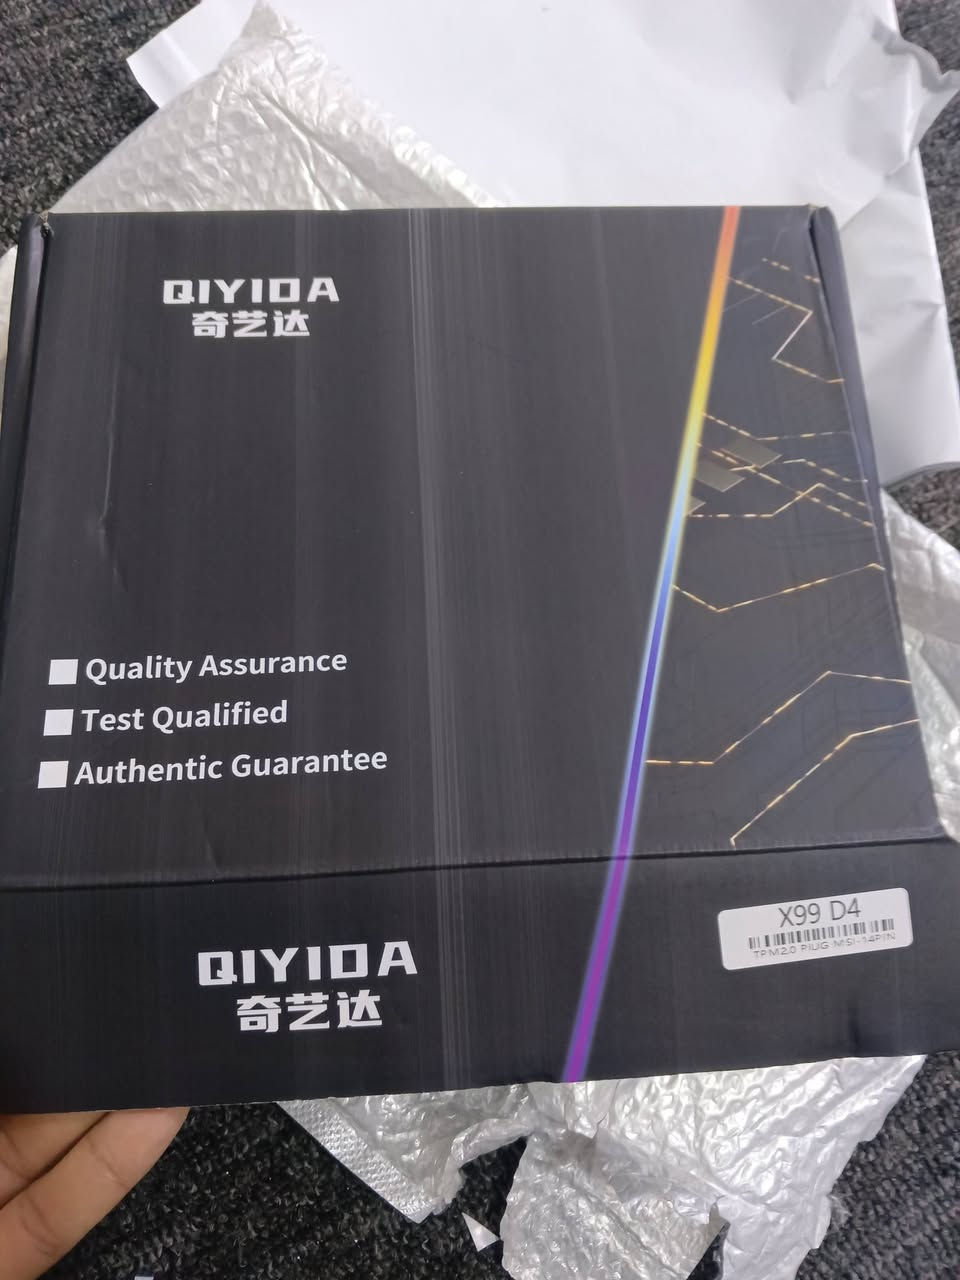 QIYIDA
奇艺达
Quality Assurance
Test Qualified
Authentic Guarantee
QIYIDA
奇艺达
X99 D4
TPM2.0 PIUG MSI-14PIN